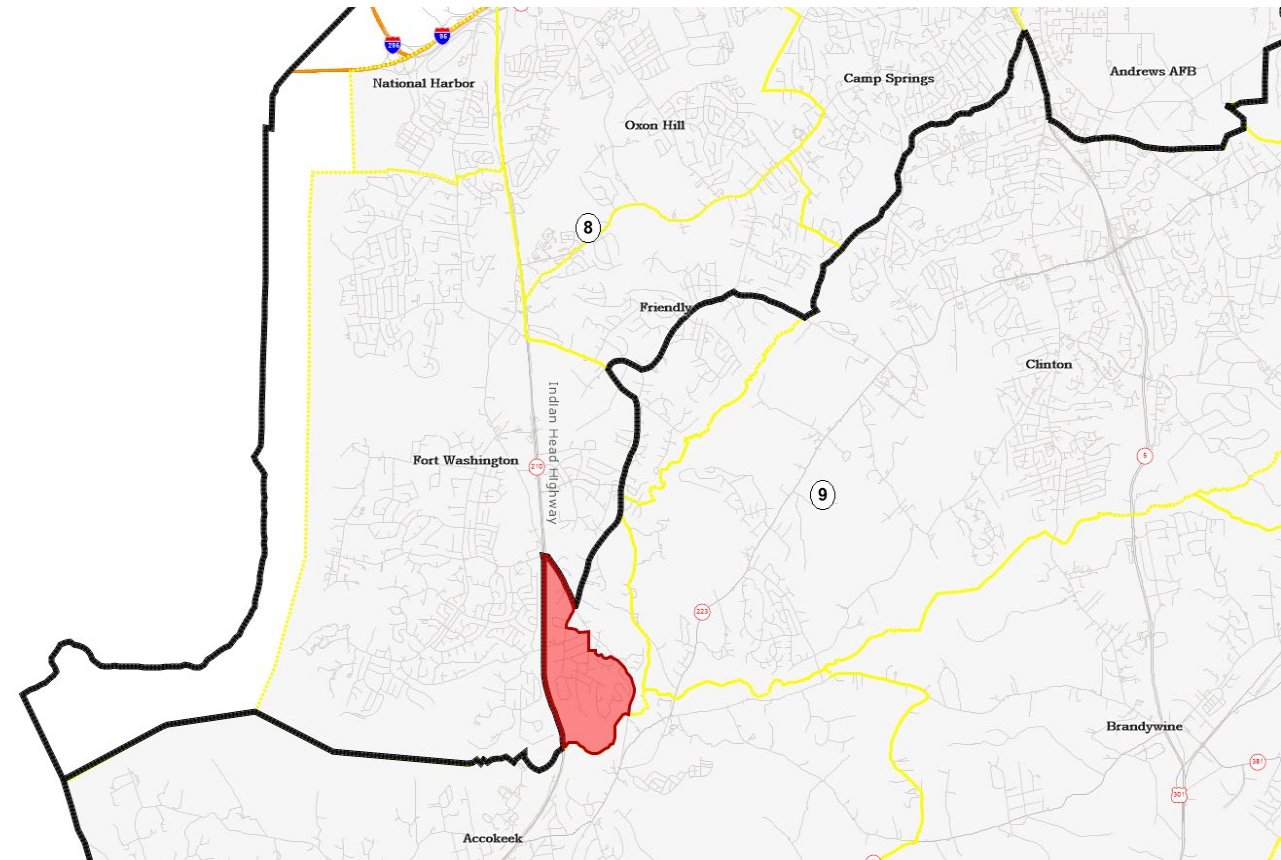 296
95
National Harbor
Camp Springs
Andrews AFB
Oxon Hill
8
Friendly
Clinton
Indian Head Highway
Fort Washington
210
5
9
223
Brandywine
381
301
Accokeek